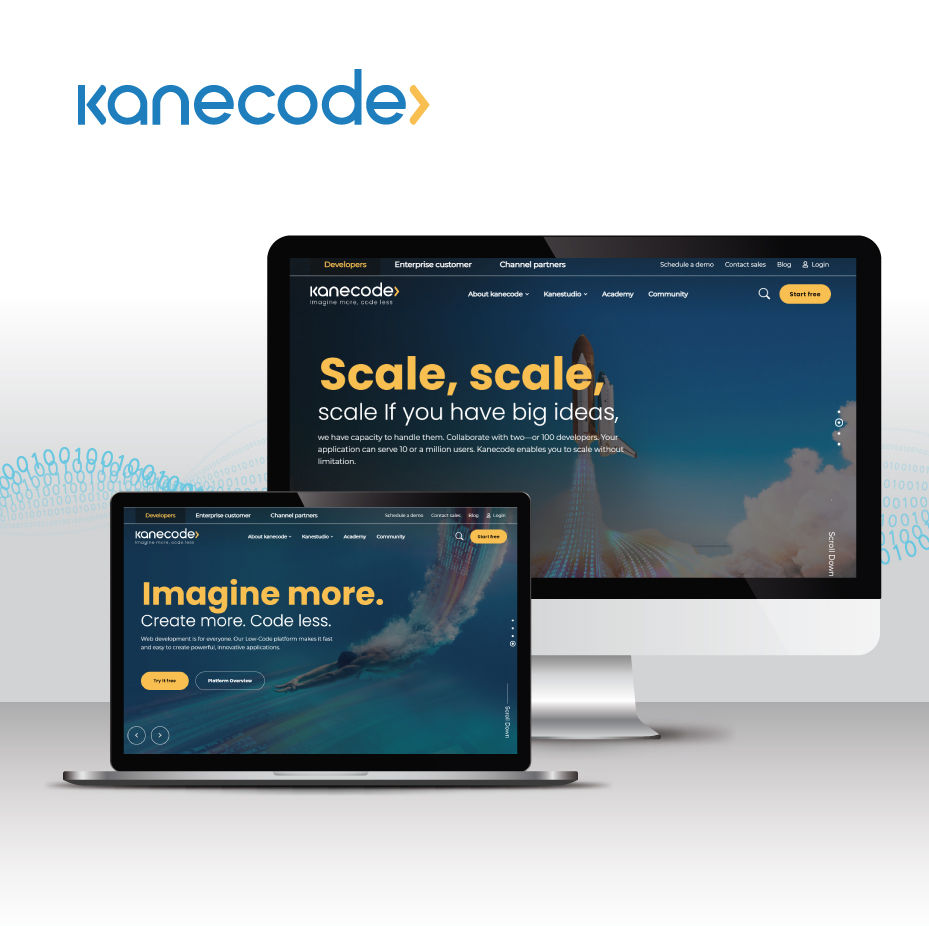 kanecode
Developers Enterprise customer Channel partners Schedule a demo Contact sales Blog Login
kanecode About kanecode Kanestudio Academy Community Start free
imagine more, code less
Scale, scale,
scale If you have big ideas,
we have capacity to handle them. Collaborate with two—or 100 developers. Your
application can serve 10 or a million users. Kanecode enables you to scale without
limitation.
Scroll Down
Developers Enterprise customer Channel partners Schedule a demo Contact sales Blog Login
kanecode About kanecode Kanestudio Academy Community Start free
imagine more, code less
Imagine more.
Create more. Code less.
Web development is for everyone. Our Low-Code platform makes it fast
and easy to create powerful, innovative applications.
Try it free Platform Overview
Scroll Down